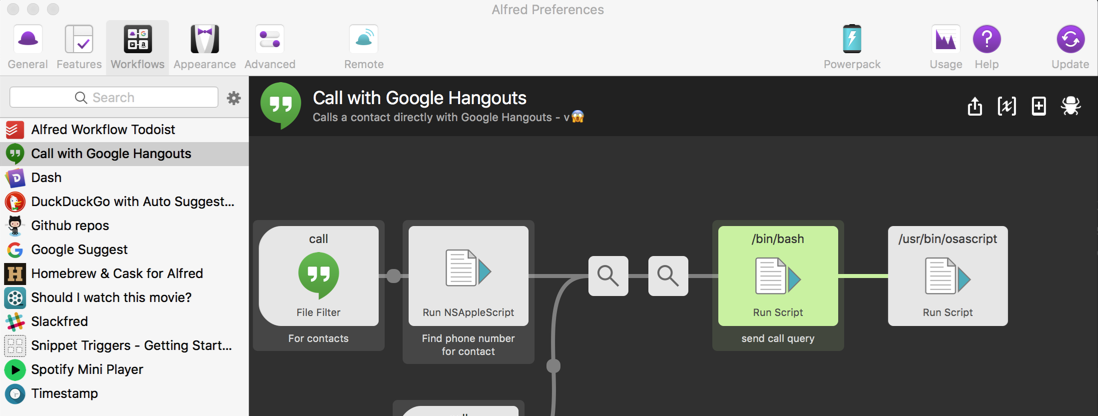 Alfred Preferences
General
Features
Workflows
Appearance
Advanced
Remote
Powerpack
Usage
Help
Update
Search
Call with Google Hangouts
Calls a contact directly with Google Hangouts - v😱
Alfred Workflow Todoist
Call with Google Hangouts
Dash
DuckDuckGo with Auto Suggest...
Github repos
Google Suggest
Homebrew & Cask for Alfred
Should I watch this movie?
Slackfred
Snippet Triggers - Getting Start...
Spotify Mini Player
Timestamp
call
File Filter
For contacts
Run NSAppleScript
Find phone number
for contact
/bin/bash
Run Script
send call query
/usr/bin/osascript
Run Script